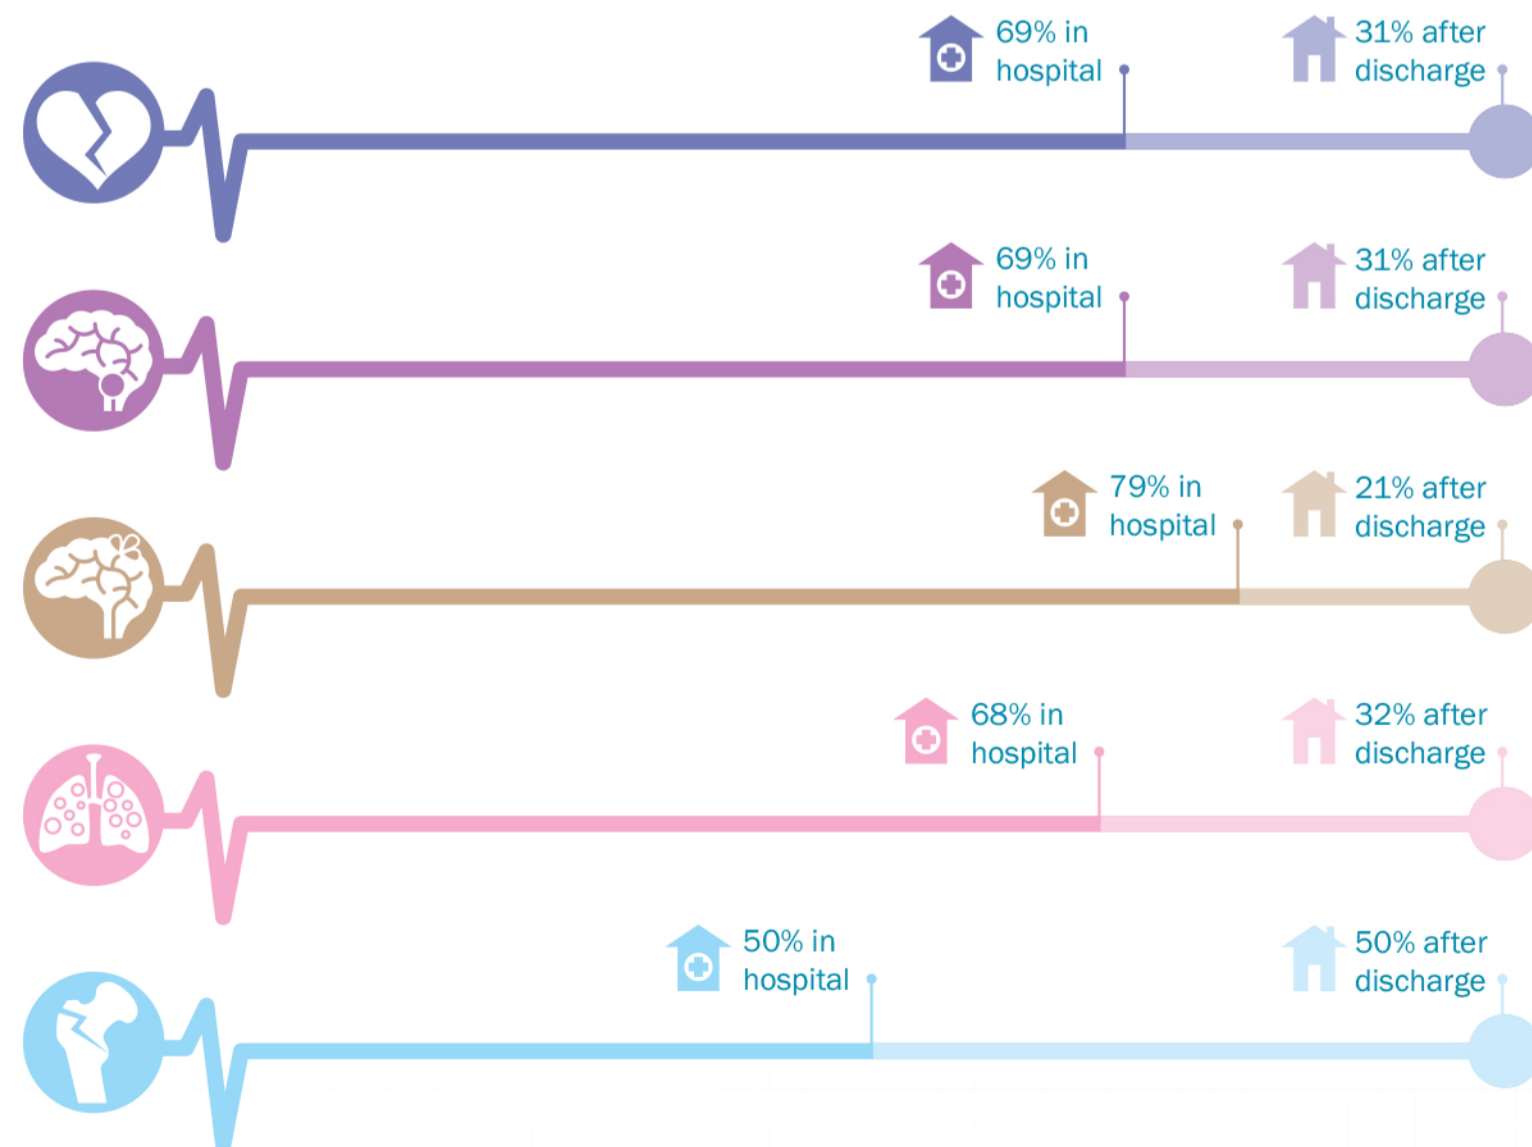 69% in
hospital
31% after
discharge
69% in
hospital
31% after
discharge
79% in
hospital
21% after
discharge
68% in
hospital
32% after
discharge
50% in
hospital
50% after
discharge